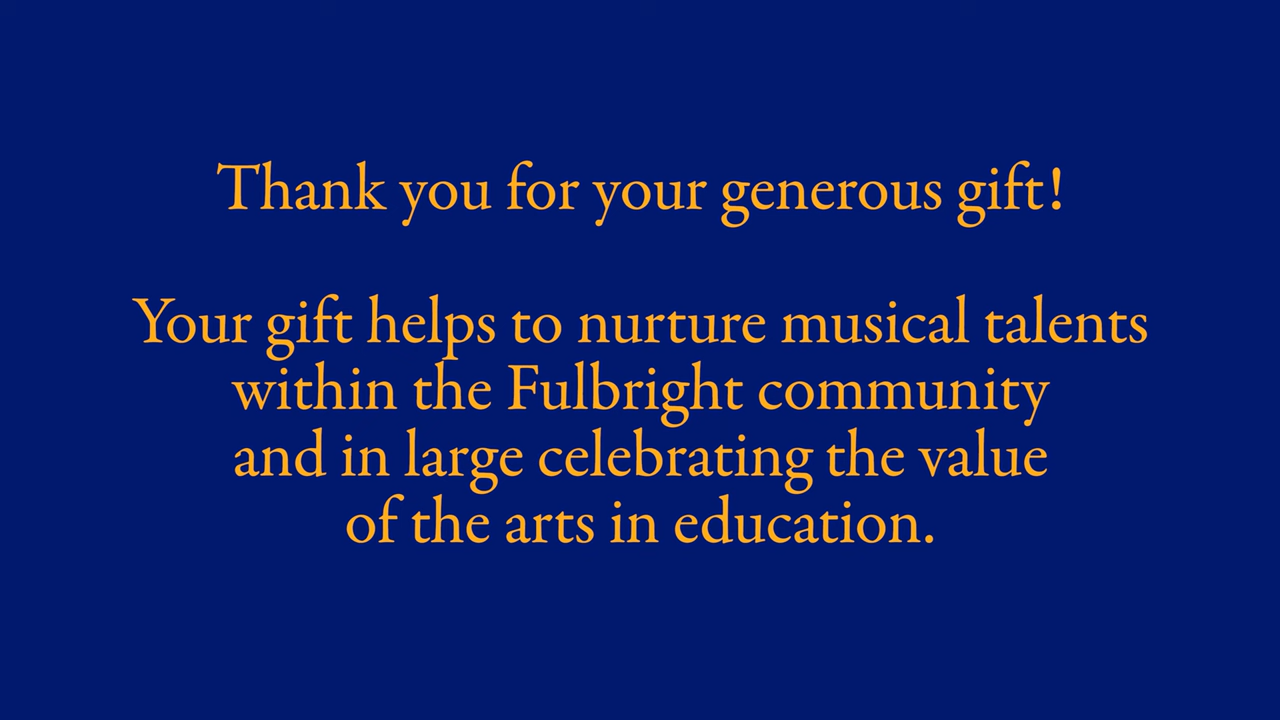 Thank you for your generous gift!
Your gift helps to nurture musical talents
within the Fulbright community
and in large celebrating the value
of the arts in education.